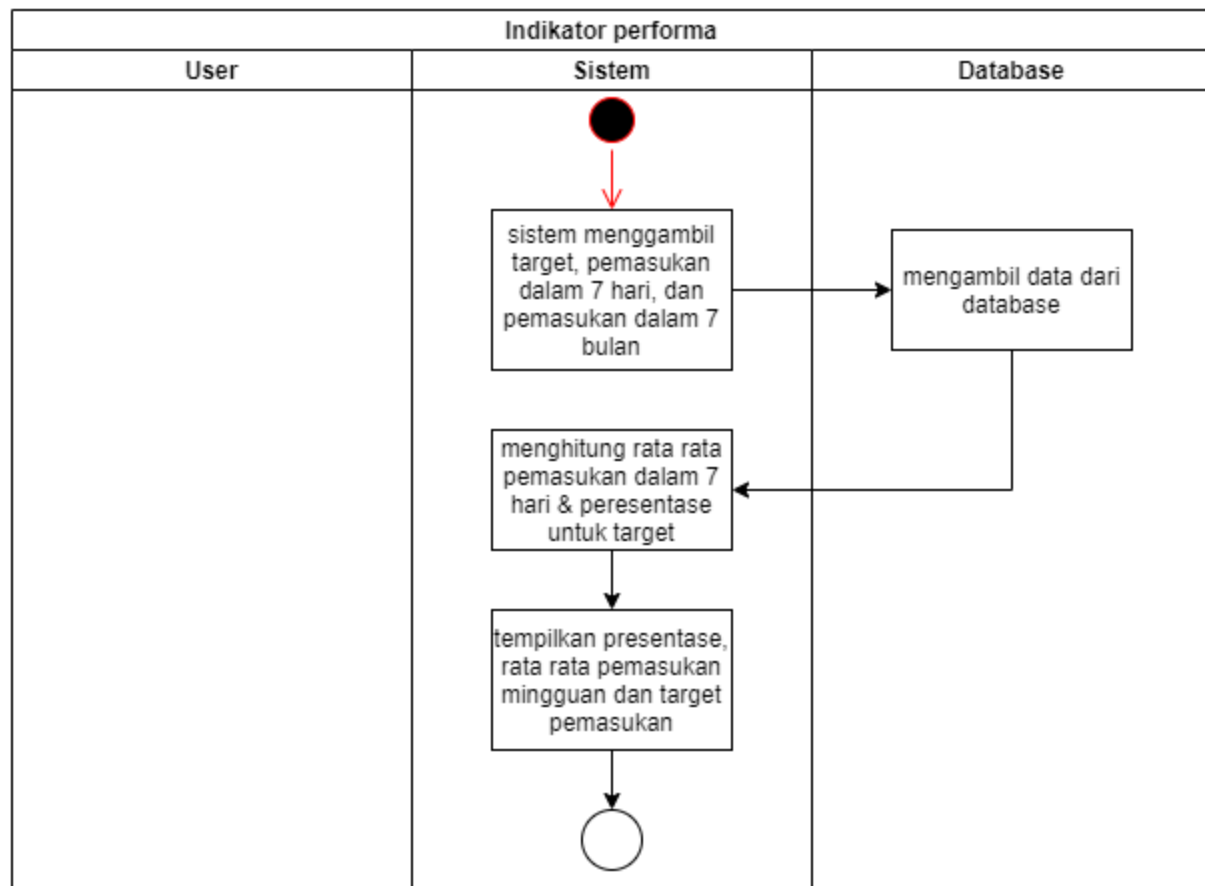 Indikator performa
User
Sistem
Database
sistem menggambil
target, pemasukan
dalam 7 hari, dan
pemasukan dalam 7
bulan
mengambil data dari
database
menghitung rata rata
pemasukan dalam 7
hari & peresentase
untuk target
tempilkan presentase,
rata rata pemasukan
mingguan dan target
pemasukan